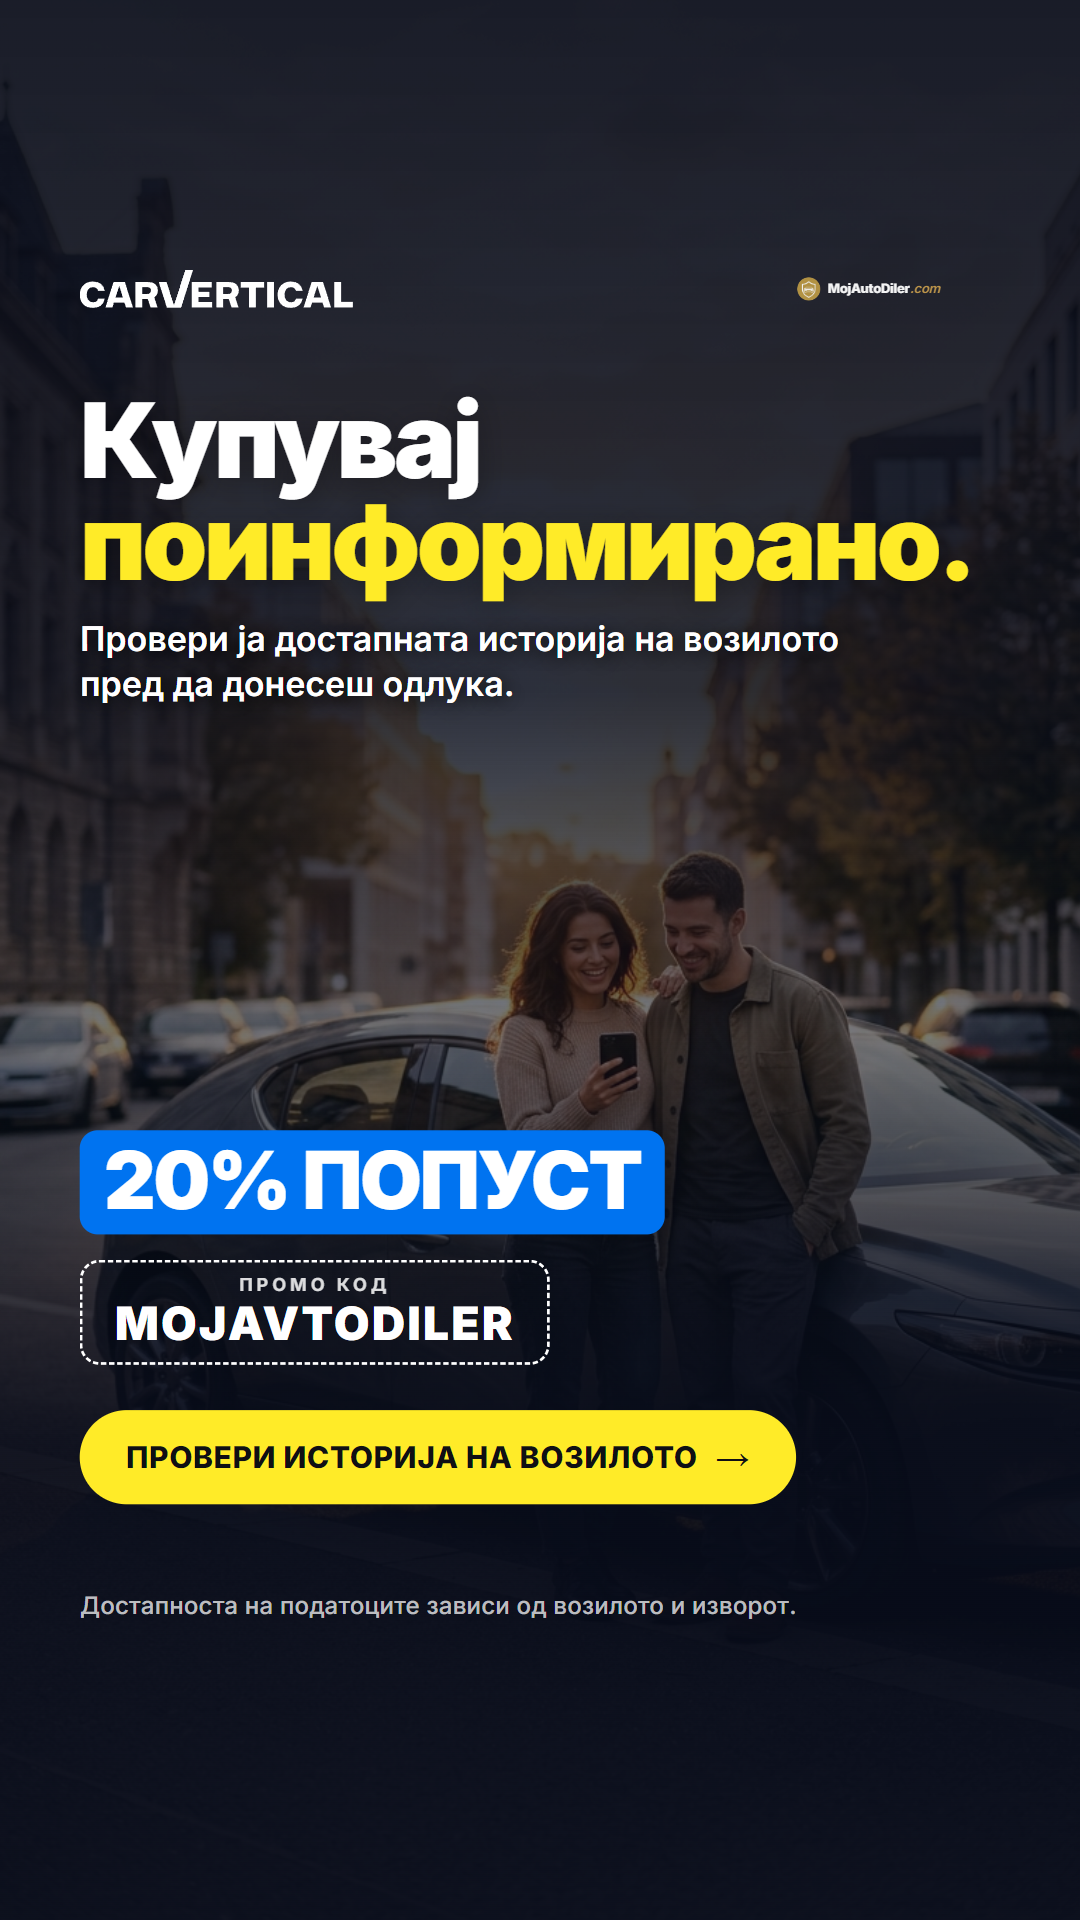 CARVERTICAL
MojAutoDiler.com
Купувај
поинформирано.
Провери ја достапната историја на возилото
пред да донесеш одлука.
20% ПОПУСТ
ПРОМО КОД
MOJAVTODILER
ПРОВЕРИ ИСТОРИЈА НА ВОЗИЛОТО →
Достапноста на податоците зависи од возилото и изворот.